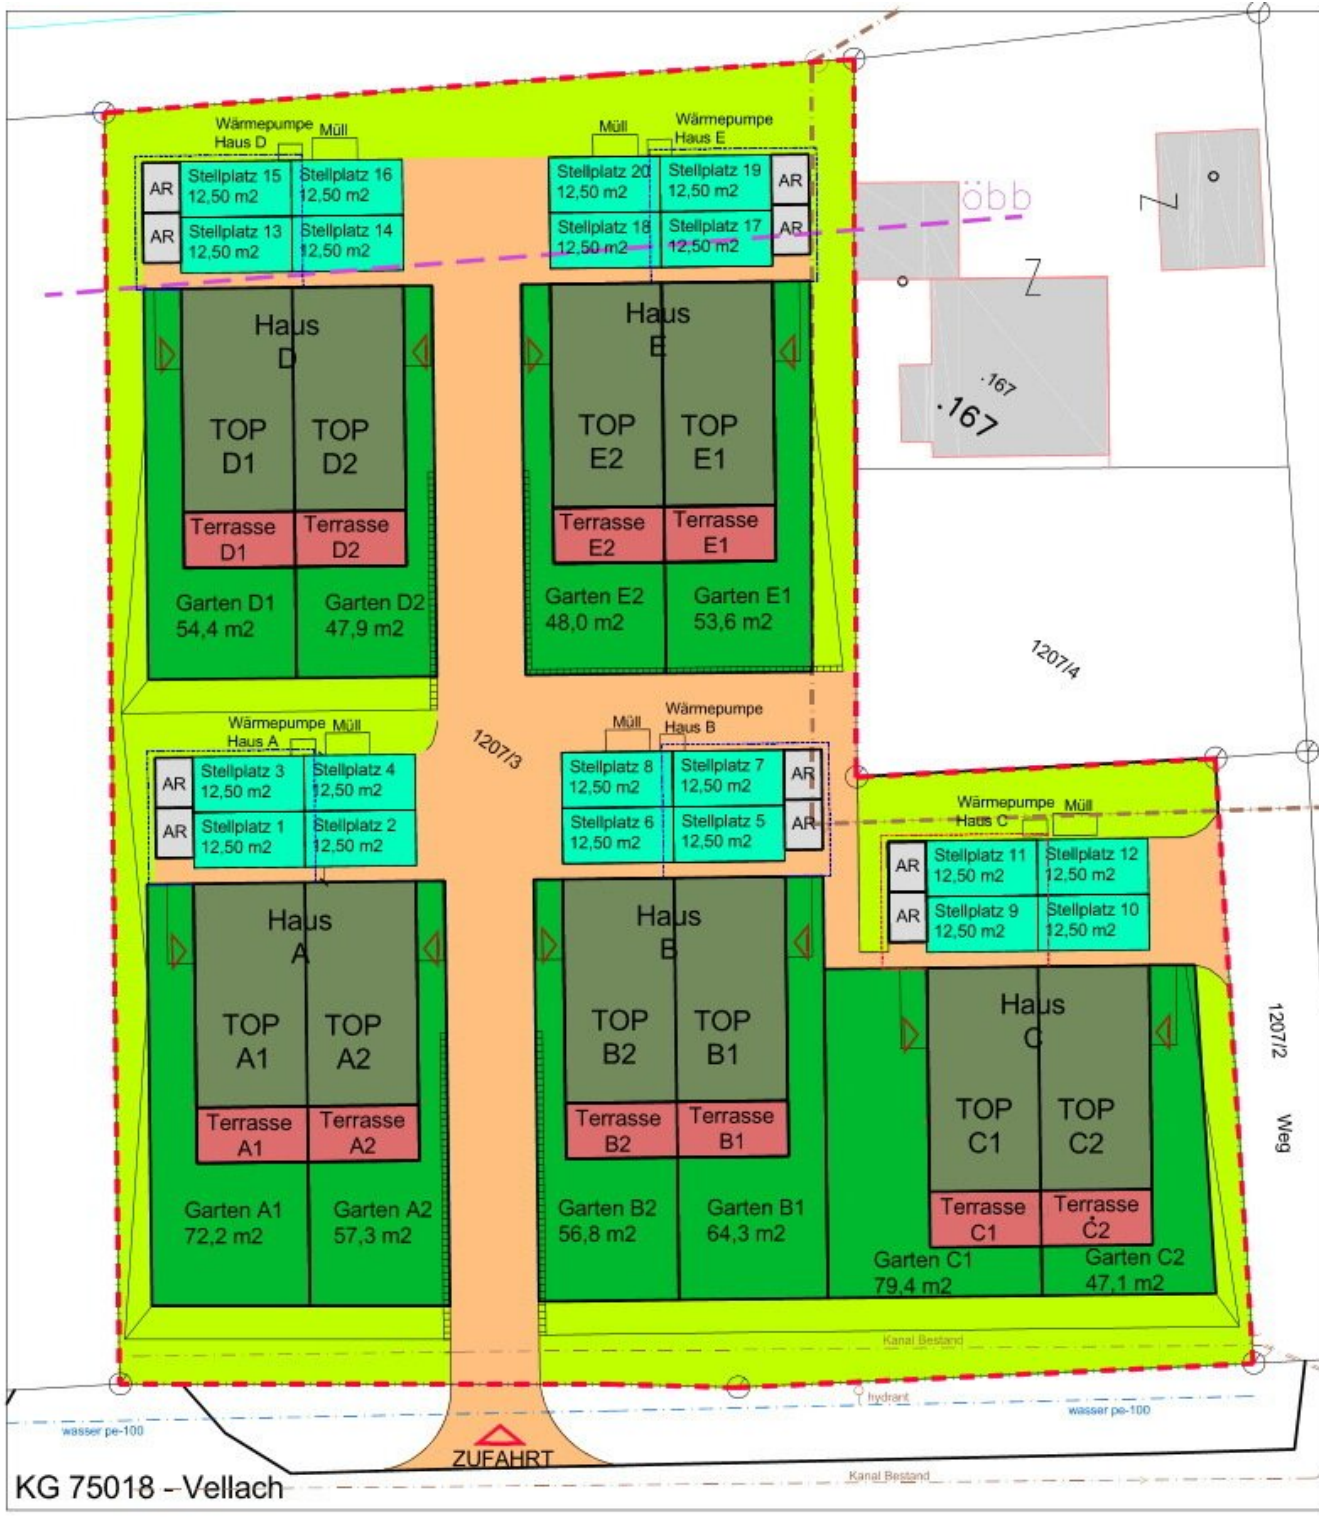 Wärmepumpe
Haus D
Müll
Müll
Wärmepumpe
Haus E
AR
Stellplatz 15
12,50 m2
Stellplatz 16
12,50 m2
Stellplatz 20
12,50 m2
Stellplatz 19
12,50 m2
AR
AR
Stellplatz 13
12,50 m2
Stellplatz 14
12,50 m2
Stellplatz 18
12,50 m2
Stellplatz 17
12,50 m2
AR
öbb
Z
Z
Haus
D
Haus
E
.167
.167
TOP
D1
TOP
D2
TOP
E2
TOP
E1
Terrasse
D1
Terrasse
D2
Terrasse
E2
Terrasse
E1
Garten D1
54,4 m2
Garten D2
47,9 m2
Garten E2
48,0 m2
Garten E1
53,6 m2
1207/4
Wärmepumpe
Haus A
Müll
1207/3
Müll
Wärmepumpe
Haus B
AR
Stellplatz 3
12,50 m2
Stellplatz 4
12,50 m2
Stellplatz 8
12,50 m2
Stellplatz 7
12,50 m2
AR
AR
Stellplatz 1
12,50 m2
Stellplatz 2
12,50 m2
Stellplatz 6
12,50 m2
Stellplatz 5
12,50 m2
AR
Wärmepumpe
Haus C
Müll
AR
Stellplatz 11
12,50 m2
Stellplatz 12
12,50 m2
AR
Stellplatz 9
12,50 m2
Stellplatz 10
12,50 m2
Haus
A
Haus
B
Haus
C
TOP
A1
TOP
A2
TOP
B2
TOP
B1
TOP
C1
TOP
C2
1207/2
Weg
Terrasse
A1
Terrasse
A2
Terrasse
B2
Terrasse
B1
Terrasse
C1
Terrasse
C2
Garten A1
72,2 m2
Garten A2
57,3 m2
Garten B2
56,8 m2
Garten B1
64,3 m2
Garten C1
79,4 m2
Garten C2
47,1 m2
Kanal Bestand
hydrant
wasser pe-100
wasser pe-100
ZUFAHRT
Kanal Bestand
KG 75018 - Vellach